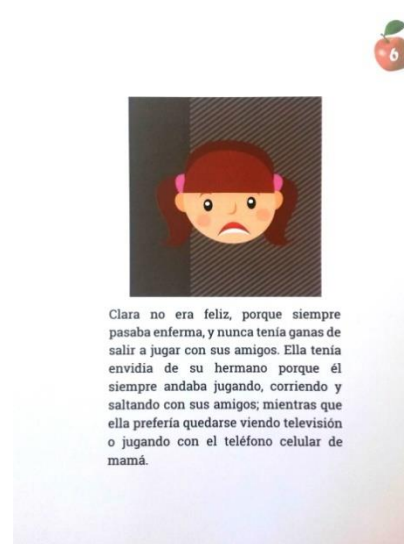 6
Clara no era feliz, porque siempre
pasaba enferma, y nunca tenía ganas de
salir a jugar con sus amigos. Ella tenía
envidia de su hermano porque él
siempre andaba jugando, corriendo y
saltando con sus amigos; mientras que
ella prefería quedarse viendo televisión
o jugando con el teléfono celular de
mamá.